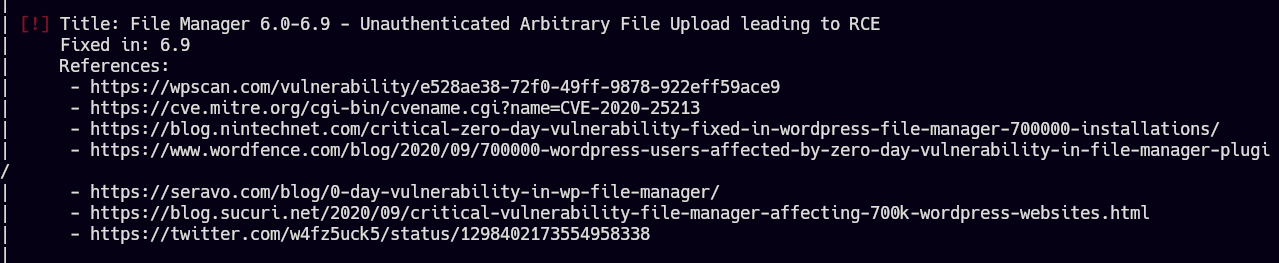 |
| [!] Title: File Manager 6.0-6.9 - Unauthenticated Arbitrary File Upload leading to RCE
|     Fixed in: 6.9
|     References:
|      - https://wpscan.com/vulnerability/e528ae38-72f0-49ff-9878-922eff59ace9
|      - https://cve.mitre.org/cgi-bin/cvename.cgi?name=CVE-2020-25213
|      - https://blog.nintechnet.com/critical-zero-day-vulnerability-fixed-in-wordpress-file-manager-700000-installations/
|      - https://www.wordfence.com/blog/2020/09/700000-wordpress-users-affected-by-zero-day-vulnerability-in-file-manager-plugi
/
|      - https://seravo.com/blog/0-day-vulnerability-in-wp-file-manager/
|      - https://blog.sucuri.net/2020/09/critical-vulnerability-file-manager-affecting-700k-wordpress-websites.html
|      - https://twitter.com/w4fz5uck5/status/1298402173554958338
|